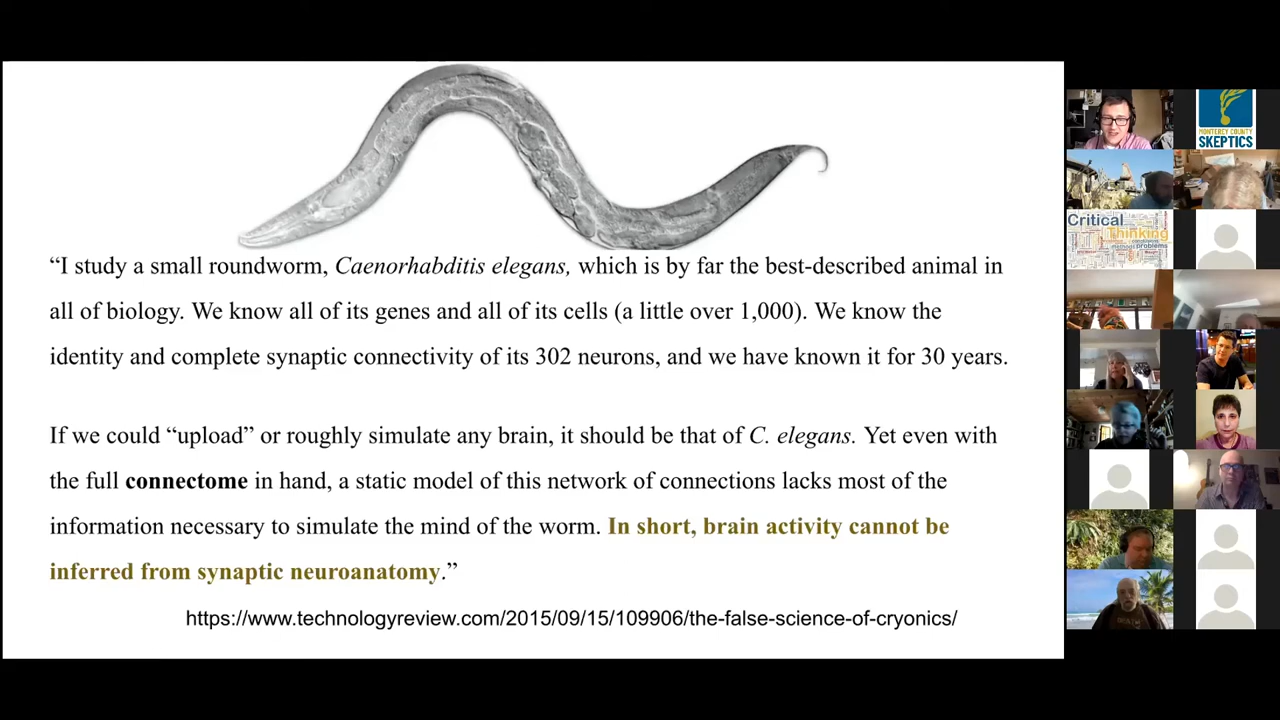 “I study a small roundworm, Caenorhabditis elegans, which is by far the best-described animal in
all of biology. We know all of its genes and all of its cells (a little over 1,000). We know the
identity and complete synaptic connectivity of its 302 neurons, and we have known it for 30 years.
If we could “upload” or roughly simulate any brain, it should be that of C. elegans. Yet even with
the full connectome in hand, a static model of this network of connections lacks most of the
information necessary to simulate the mind of the worm. In short, brain activity cannot be
inferred from synaptic neuroanatomy.”
https://www.technologyreview.com/2015/09/15/109906/the-false-science-of-cryonics/
MONTEREY COUNTY
SKEPTICS
Critical
Thinking
methods
problems